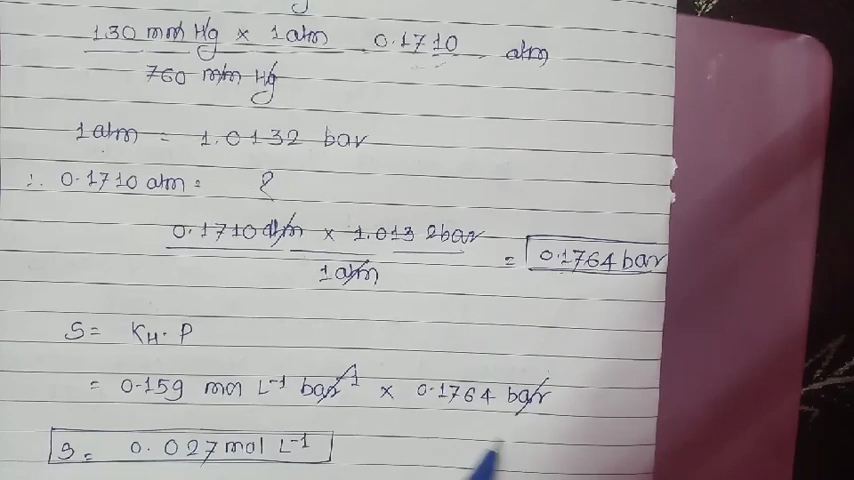 130 mm Hg × 1 atm 0.1710 atm
760 mm Hg
1 atm = 1.0132 bar
∴ 0.1710 atm = ?
0.1710 atm × 1.0132 bar
1 atm
= 0.1764 bar
S = KH. P
= 0.159 mol L⁻¹ bar⁻¹ × 0.1764 bar
S = 0.027 mol L⁻¹